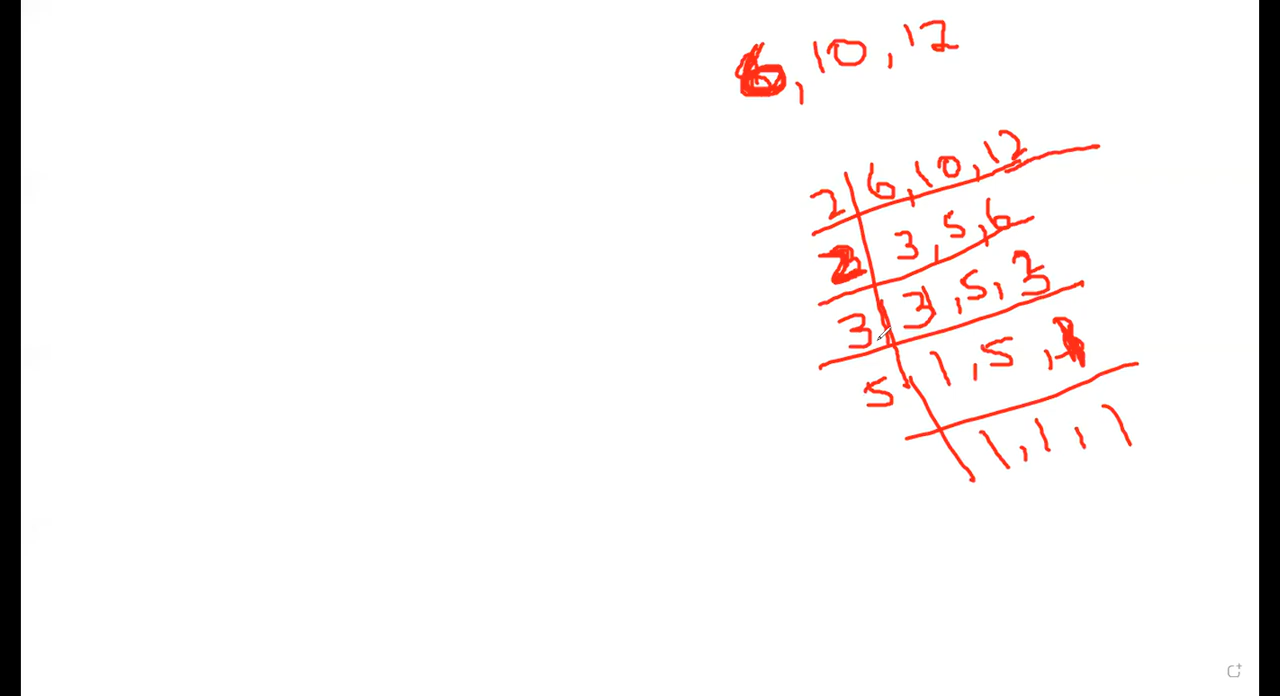 6, 10, 12
2 | 6, 10, 12
2 | 3, 5, 6
3 | 3, 5, 3
5 | 1, 5, 1
1, 1, 1